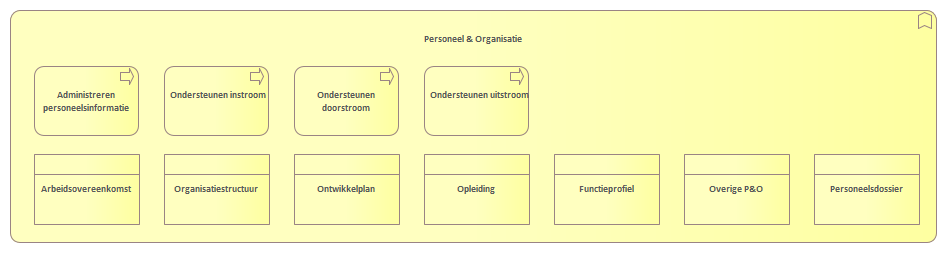 Personeel & Organisatie
Administreren
personeelsinformatie
Ondersteunen instroom
Ondersteunen
doorstroom
Ondersteunen uitstroom
Arbeidsovereenkomst
Organisatiestructuur
Ontwikkelplan
Opleiding
Functieprofiel
Overige P&O
Personeelsdossier